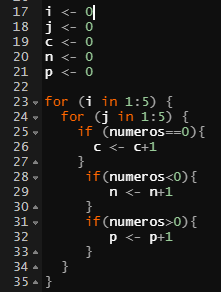 17 i <- 0
18 j <- 0
19 c <- 0
20 n <- 0
21 p <- 0
22
23 for (i in 1:5) {
24   for (j in 1:5) {
25     if (numeros==0){
26       c <- c+1
27     }
28      if(numeros<0){
29         n <- n+1
30      }
31      if(numeros>0){
32         p <- p+1
33      }
34   }
35 }